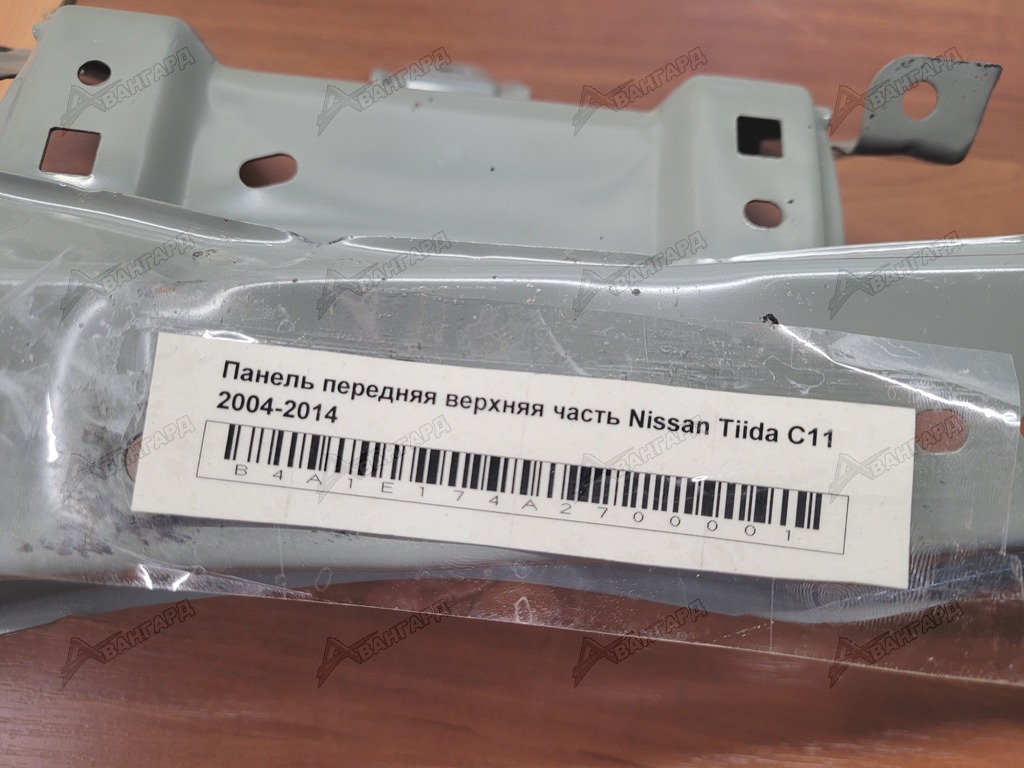 Панель передняя верхняя часть Nissan Tiida C11
2004-2014
B4A1E174A2700001
АВАНГАРД